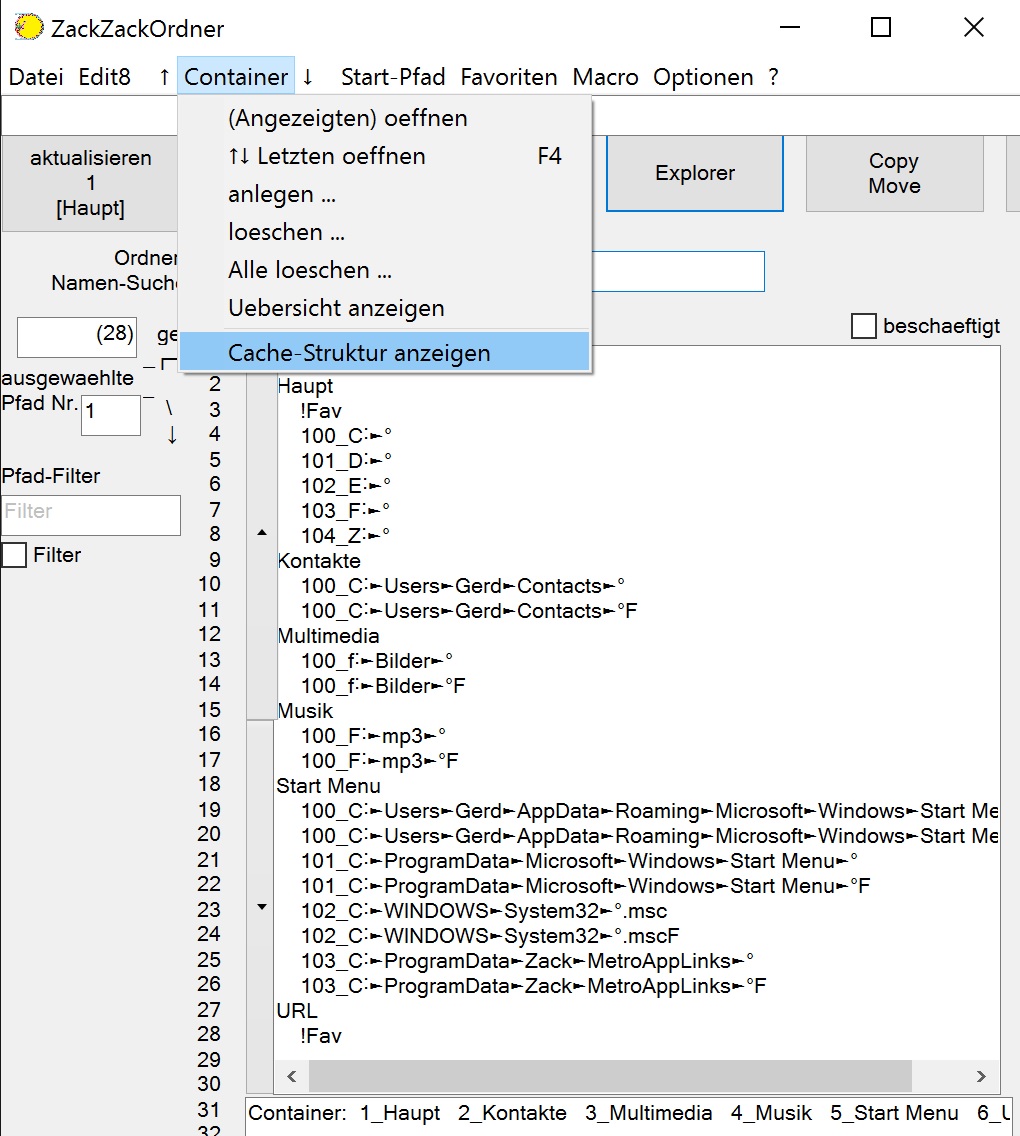 ZackZackOrdner
Datei Edit8 ↑ Container ↓ Start-Pfad Favoriten Macro Optionen ?
(Angezeigten) oeffnen
↑↓ Letzten oeffnen F4
anlegen ...
loeschen ...
Alle loeschen ...
Uebersicht anzeigen
Cache-Struktur anzeigen
aktualisieren
1
[Haupt]
Explorer
Copy
Move
Ordner
Namen-Suche
(28)
beschaeftigt
ausgewaehlte
Pfad Nr. 1
\
↓
Pfad-Filter
Filter
Filter
2 Haupt
3 !Fav
4 100_C:►°
5 101_D:►°
6 102_E:►°
7 103_F:►°
8 104_Z:►°
9 Kontakte
10 100_C:►Users►Gerd►Contacts►°
11 100_C:►Users►Gerd►Contacts►°F
12 Multimedia
13 100_f:►Bilder►°
14 100_f:►Bilder►°F
15 Musik
16 100_F:►mp3►°
17 100_F:►mp3►°F
18 Start Menu
19 100_C:►Users►Gerd►AppData►Roaming►Microsoft►Windows►Start Me
20 100_C:►Users►Gerd►AppData►Roaming►Microsoft►Windows►Start Me
21 101_C:►ProgramData►Microsoft►Windows►Start Menu►°
22 101_C:►ProgramData►Microsoft►Windows►Start Menu►°F
23 102_C:►WINDOWS►System32►°.msc
24 102_C:►WINDOWS►System32►°.mscF
25 103_C:►ProgramData►Zack►MetroAppLinks►°
26 103_C:►ProgramData►Zack►MetroAppLinks►°F
27 URL
28 !Fav
29
30
31
32
Container: 1_Haupt 2_Kontakte 3_Multimedia 4_Musik 5_Start Menu 6_U